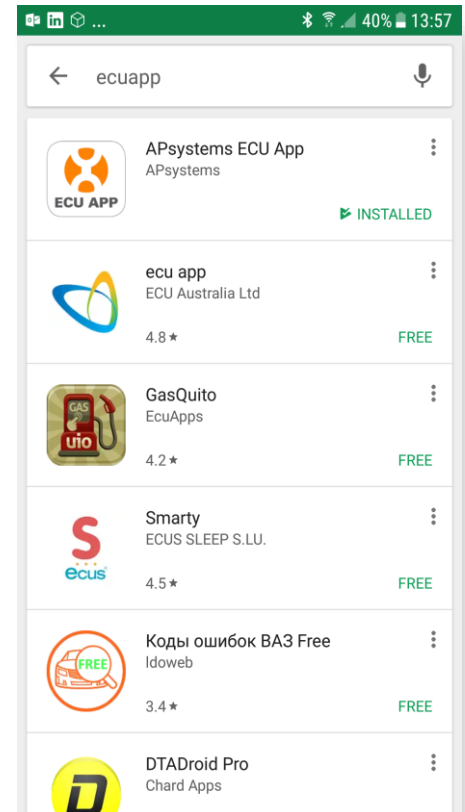 in ... 40% 13:57
ecuapp
APsystems ECU App
APsystems
ECU APP
INSTALLED
ecu app
ECU Australia Ltd
4.8★ FREE
GasQuito
EcuApps
GAS
uio
4.2★ FREE
Smarty
ECUS SLEEP S.LU.
S
ecus
4.5★ FREE
Коды ошибок ВАЗ Free
Idoweb
FREE
3.4★ FREE
DTADroid Pro
Chard Apps
D